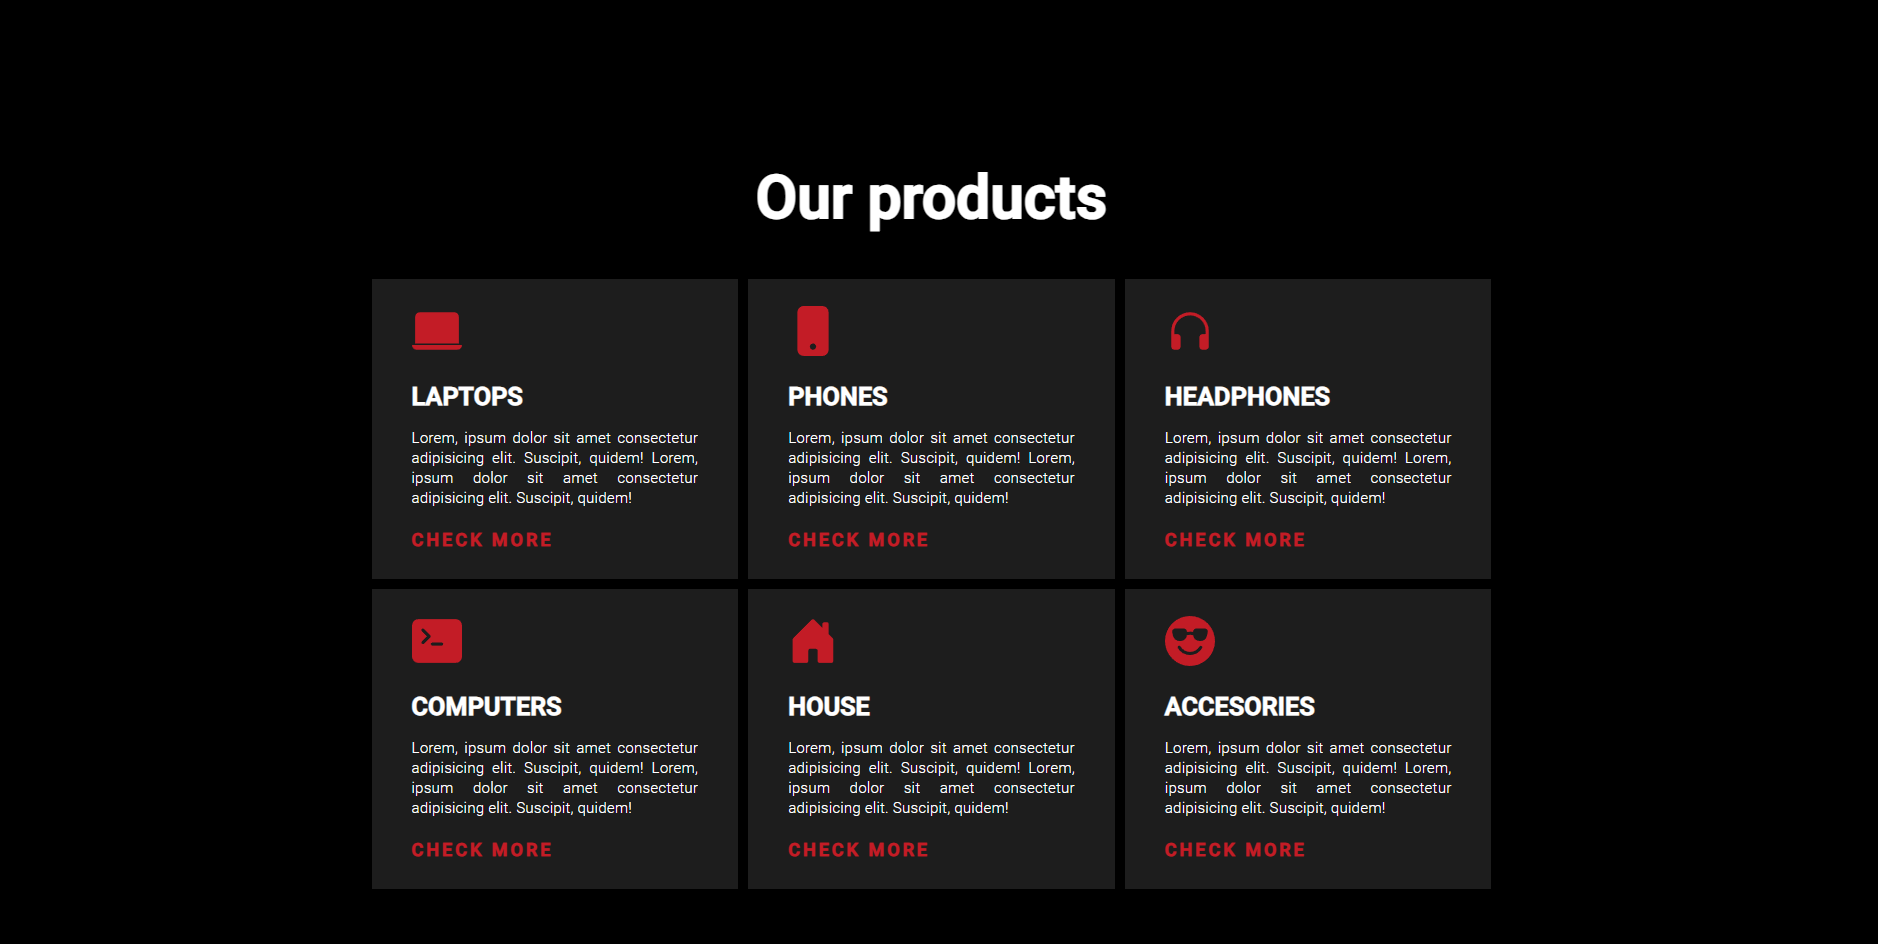 Our products
LAPTOPS
Lorem, ipsum dolor sit amet consectetur
adipisicing elit. Suscipit, quidem! Lorem,
ipsum dolor sit amet consectetur
adipisicing elit. Suscipit, quidem!
CHECK MORE
PHONES
Lorem, ipsum dolor sit amet consectetur
adipisicing elit. Suscipit, quidem! Lorem,
ipsum dolor sit amet consectetur
adipisicing elit. Suscipit, quidem!
CHECK MORE
HEADPHONES
Lorem, ipsum dolor sit amet consectetur
adipisicing elit. Suscipit, quidem! Lorem,
ipsum dolor sit amet consectetur
adipisicing elit. Suscipit, quidem!
CHECK MORE
COMPUTERS
Lorem, ipsum dolor sit amet consectetur
adipisicing elit. Suscipit, quidem! Lorem,
ipsum dolor sit amet consectetur
adipisicing elit. Suscipit, quidem!
CHECK MORE
HOUSE
Lorem, ipsum dolor sit amet consectetur
adipisicing elit. Suscipit, quidem! Lorem,
ipsum dolor sit amet consectetur
adipisicing elit. Suscipit, quidem!
CHECK MORE
ACCESORIES
Lorem, ipsum dolor sit amet consectetur
adipisicing elit. Suscipit, quidem! Lorem,
ipsum dolor sit amet consectetur
adipisicing elit. Suscipit, quidem!
CHECK MORE